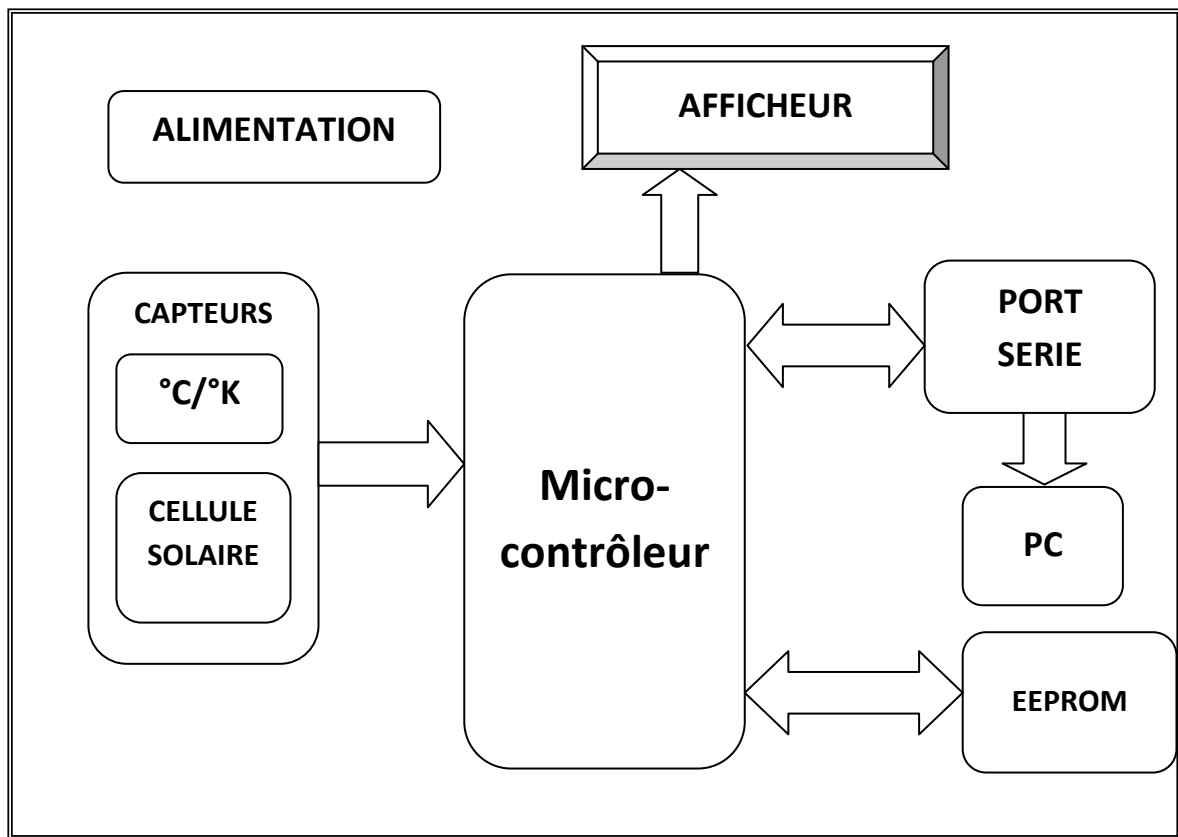 ALIMENTATION
AFFICHEUR
CAPTEURS
°C/°K
CELLULE
SOLAIRE
Micro-
contrôleur
PORT
SERIE
PC
EEPROM